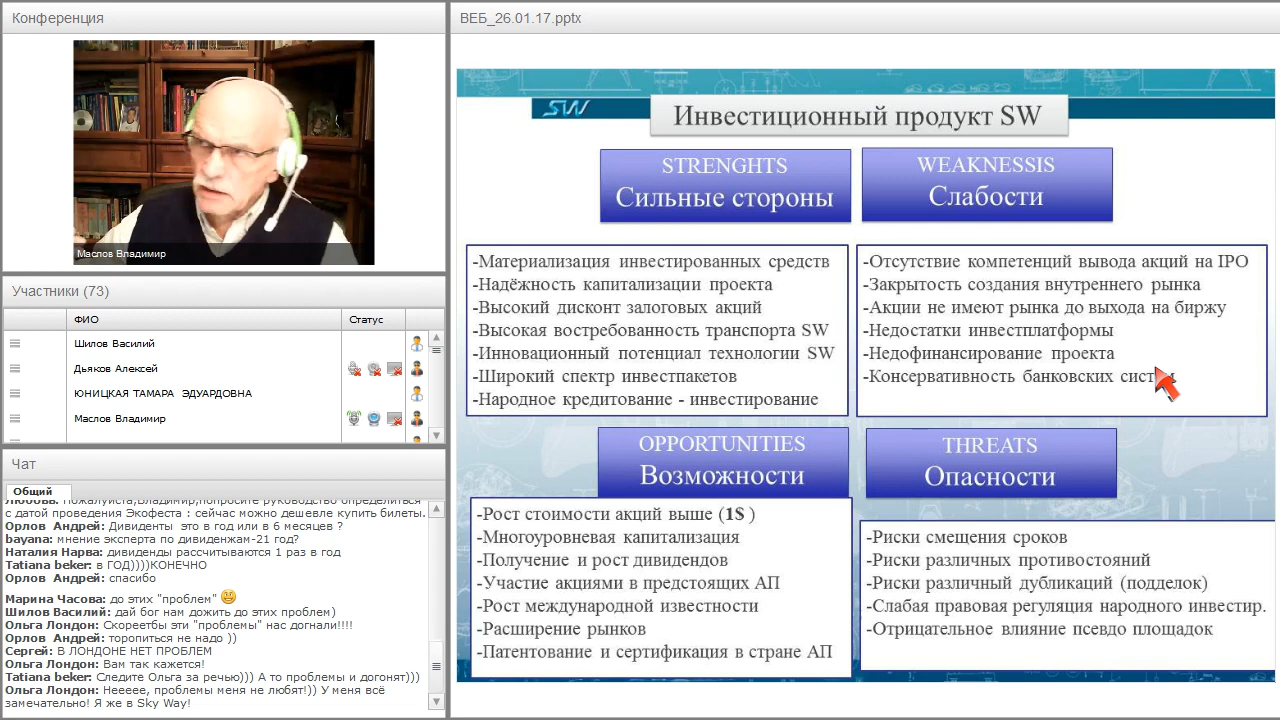 Конференция
Маслов Владимир
Участники (73)
ФИО
Статус
Шилов Василий
Дьяков Алексей
ЮНИЦКАЯ ТАМАРА ЭДУАРДОВНА
Маслов Владимир
Чат
Общий
Любовь: пожалуйста,Владимир,попросите руководство определиться
с датой проведения Экофеста : сейчас можно дешевле купить билеты.
Орлов Андрей: Дивиденты это в год или в 6 месяцев ?
bayana: мнение эксперта по дивиденжам-21 год?
Наталия Нарва: дивиденды рассчитываются 1 раз в год
Tatiana beker: в ГОД))))КОНЕЧНО
Орлов Андрей: спасибо
Марина Часова: до этих "проблем"
Шилов Василий: дай бог нам дожить до этих проблем)
Ольга Лондон: Скореетбы эти "проблемы" нас догнали!!!!
Орлов Андрей: торопиться не надо ))
Сергей: В ЛОНДОНЕ НЕТ ПРОБЛЕМ
Ольга Лондон: Вам так кажется!
Tatiana beker: Следите Ольга за речью))) А то проблемы и догонят)))
Ольга Лондон: Неееее, проблемы меня не любят!)) У меня всё
замечательно! Я же в Sky Way!
ВЕБ_26.01.17.pptx
SW
Инвестиционный продукт SW
STRENGHTS
Сильные стороны
-Материализация инвестированных средств
-Надёжность капитализации проекта
-Высокий дисконт залоговых акций
-Высокая востребованность транспорта SW
-Инновационный потенциал технологии SW
-Широкий спектр инвестпакетов
-Народное кредитование - инвестирование
WEAKNESSIS
Слабости
-Отсутствие компетенций вывода акций на IPO
-Закрытость создания внутреннего рынка
-Акции не имеют рынка до выхода на биржу
-Недостатки инвестплатформы
-Недофинансирование проекта
-Консервативность банковских систем
OPPORTUNITIES
Возможности
-Рост стоимости акций выше (1$ )
-Многоуровневая капитализация
-Получение и рост дивидендов
-Участие акциями в предстоящих АП
-Рост международной известности
-Расширение рынков
-Патентование и сертификация в стране АП
THREATS
Опасности
-Риски смещения сроков
-Риски различных противостояний
-Риски различный дубликаций (подделок)
-Слабая правовая регуляция народного инвестир.
-Отрицательное влияние псевдо площадок